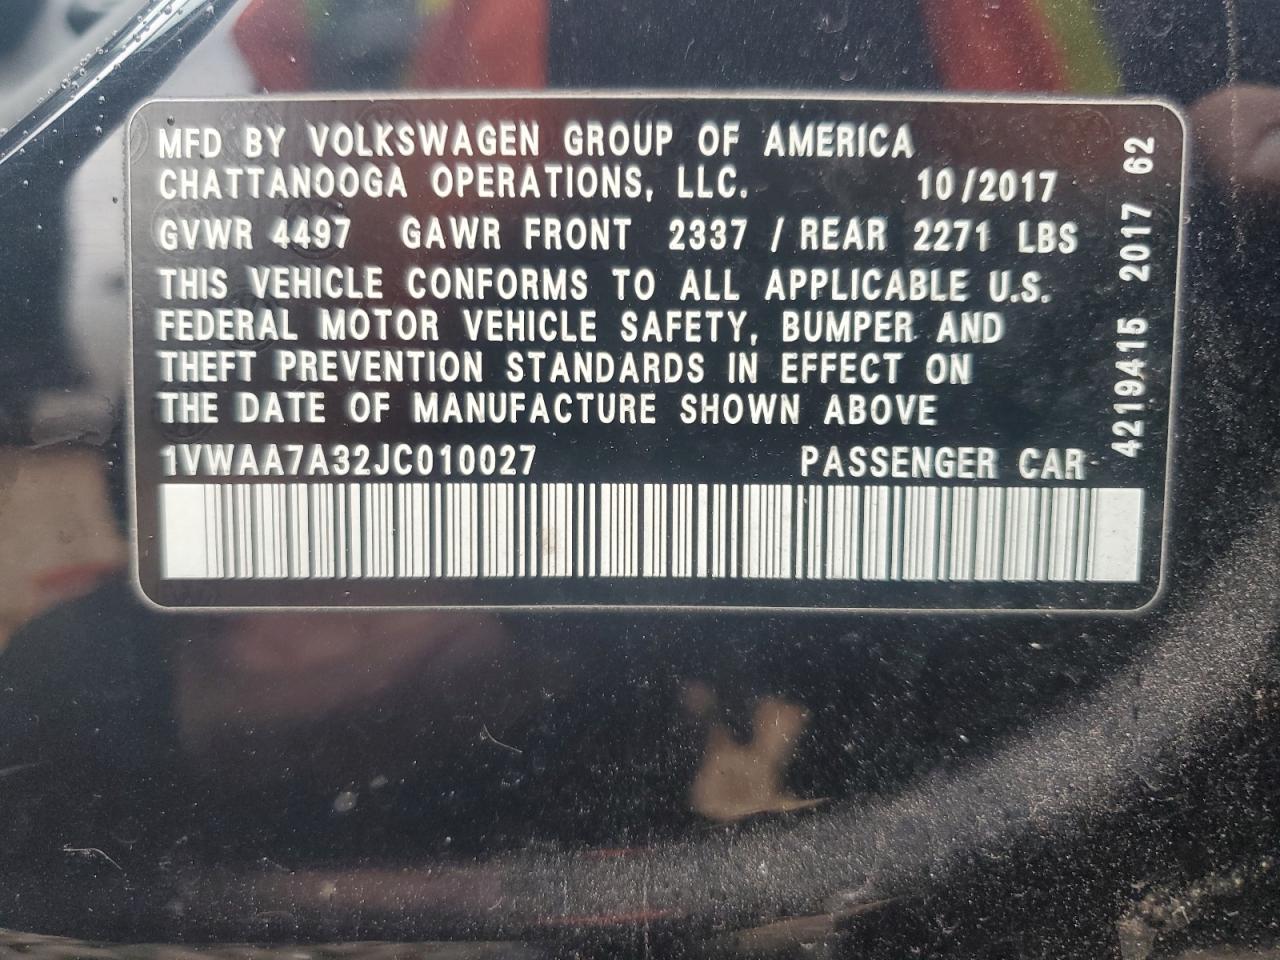 MFD BY VOLKSWAGEN GROUP OF AMERICA
CHATTANOOGA OPERATIONS, LLC. 10/2017
GVWR 4497 GAWR FRONT 2337 / REAR 2271 LBS
THIS VEHICLE CONFORMS TO ALL APPLICABLE U.S.
FEDERAL MOTOR VEHICLE SAFETY, BUMPER AND
THEFT PREVENTION STANDARDS IN EFFECT ON
THE DATE OF MANUFACTURE SHOWN ABOVE
1VWAA7A32JC010027 PASSENGER CAR
4219415 2017 62